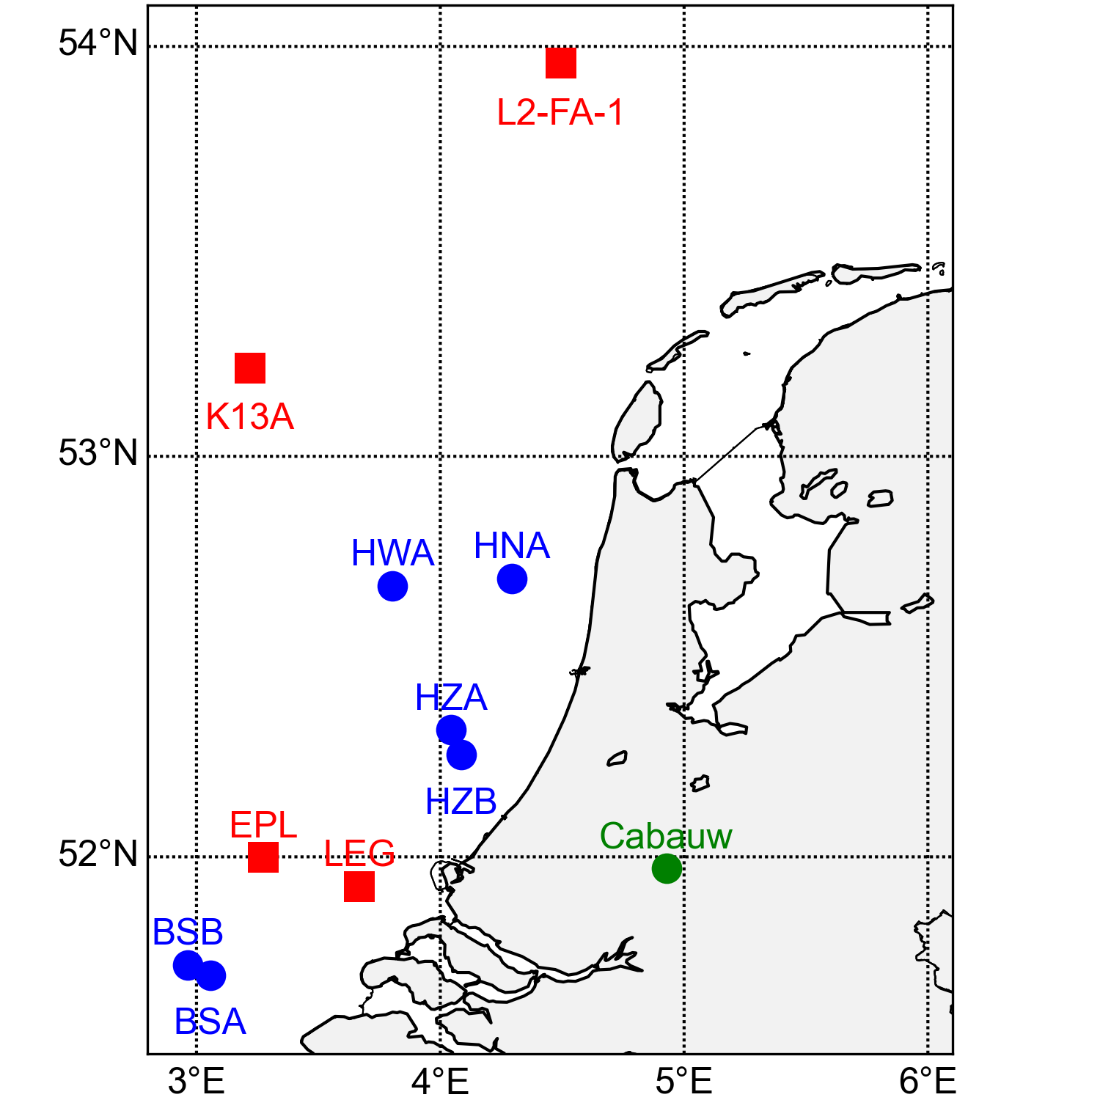 54°N
L2-FA-1
K13A
53°N
HWA
HNA
HZA
HZB
EPL
LEG
Cabauw
52°N
BSB
BSA
3°E
4°E
5°E
6°E